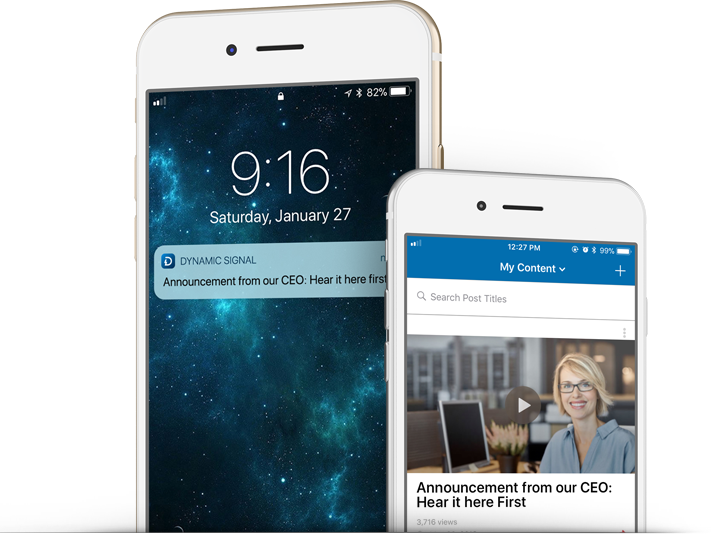 82%
9:16
Saturday, January 27
DYNAMIC SIGNAL
Announcement from our CEO: Hear it here first
12:27 PM
99%
My Content
Search Post Titles
Announcement from our CEO:
Hear it here First
3,716 views